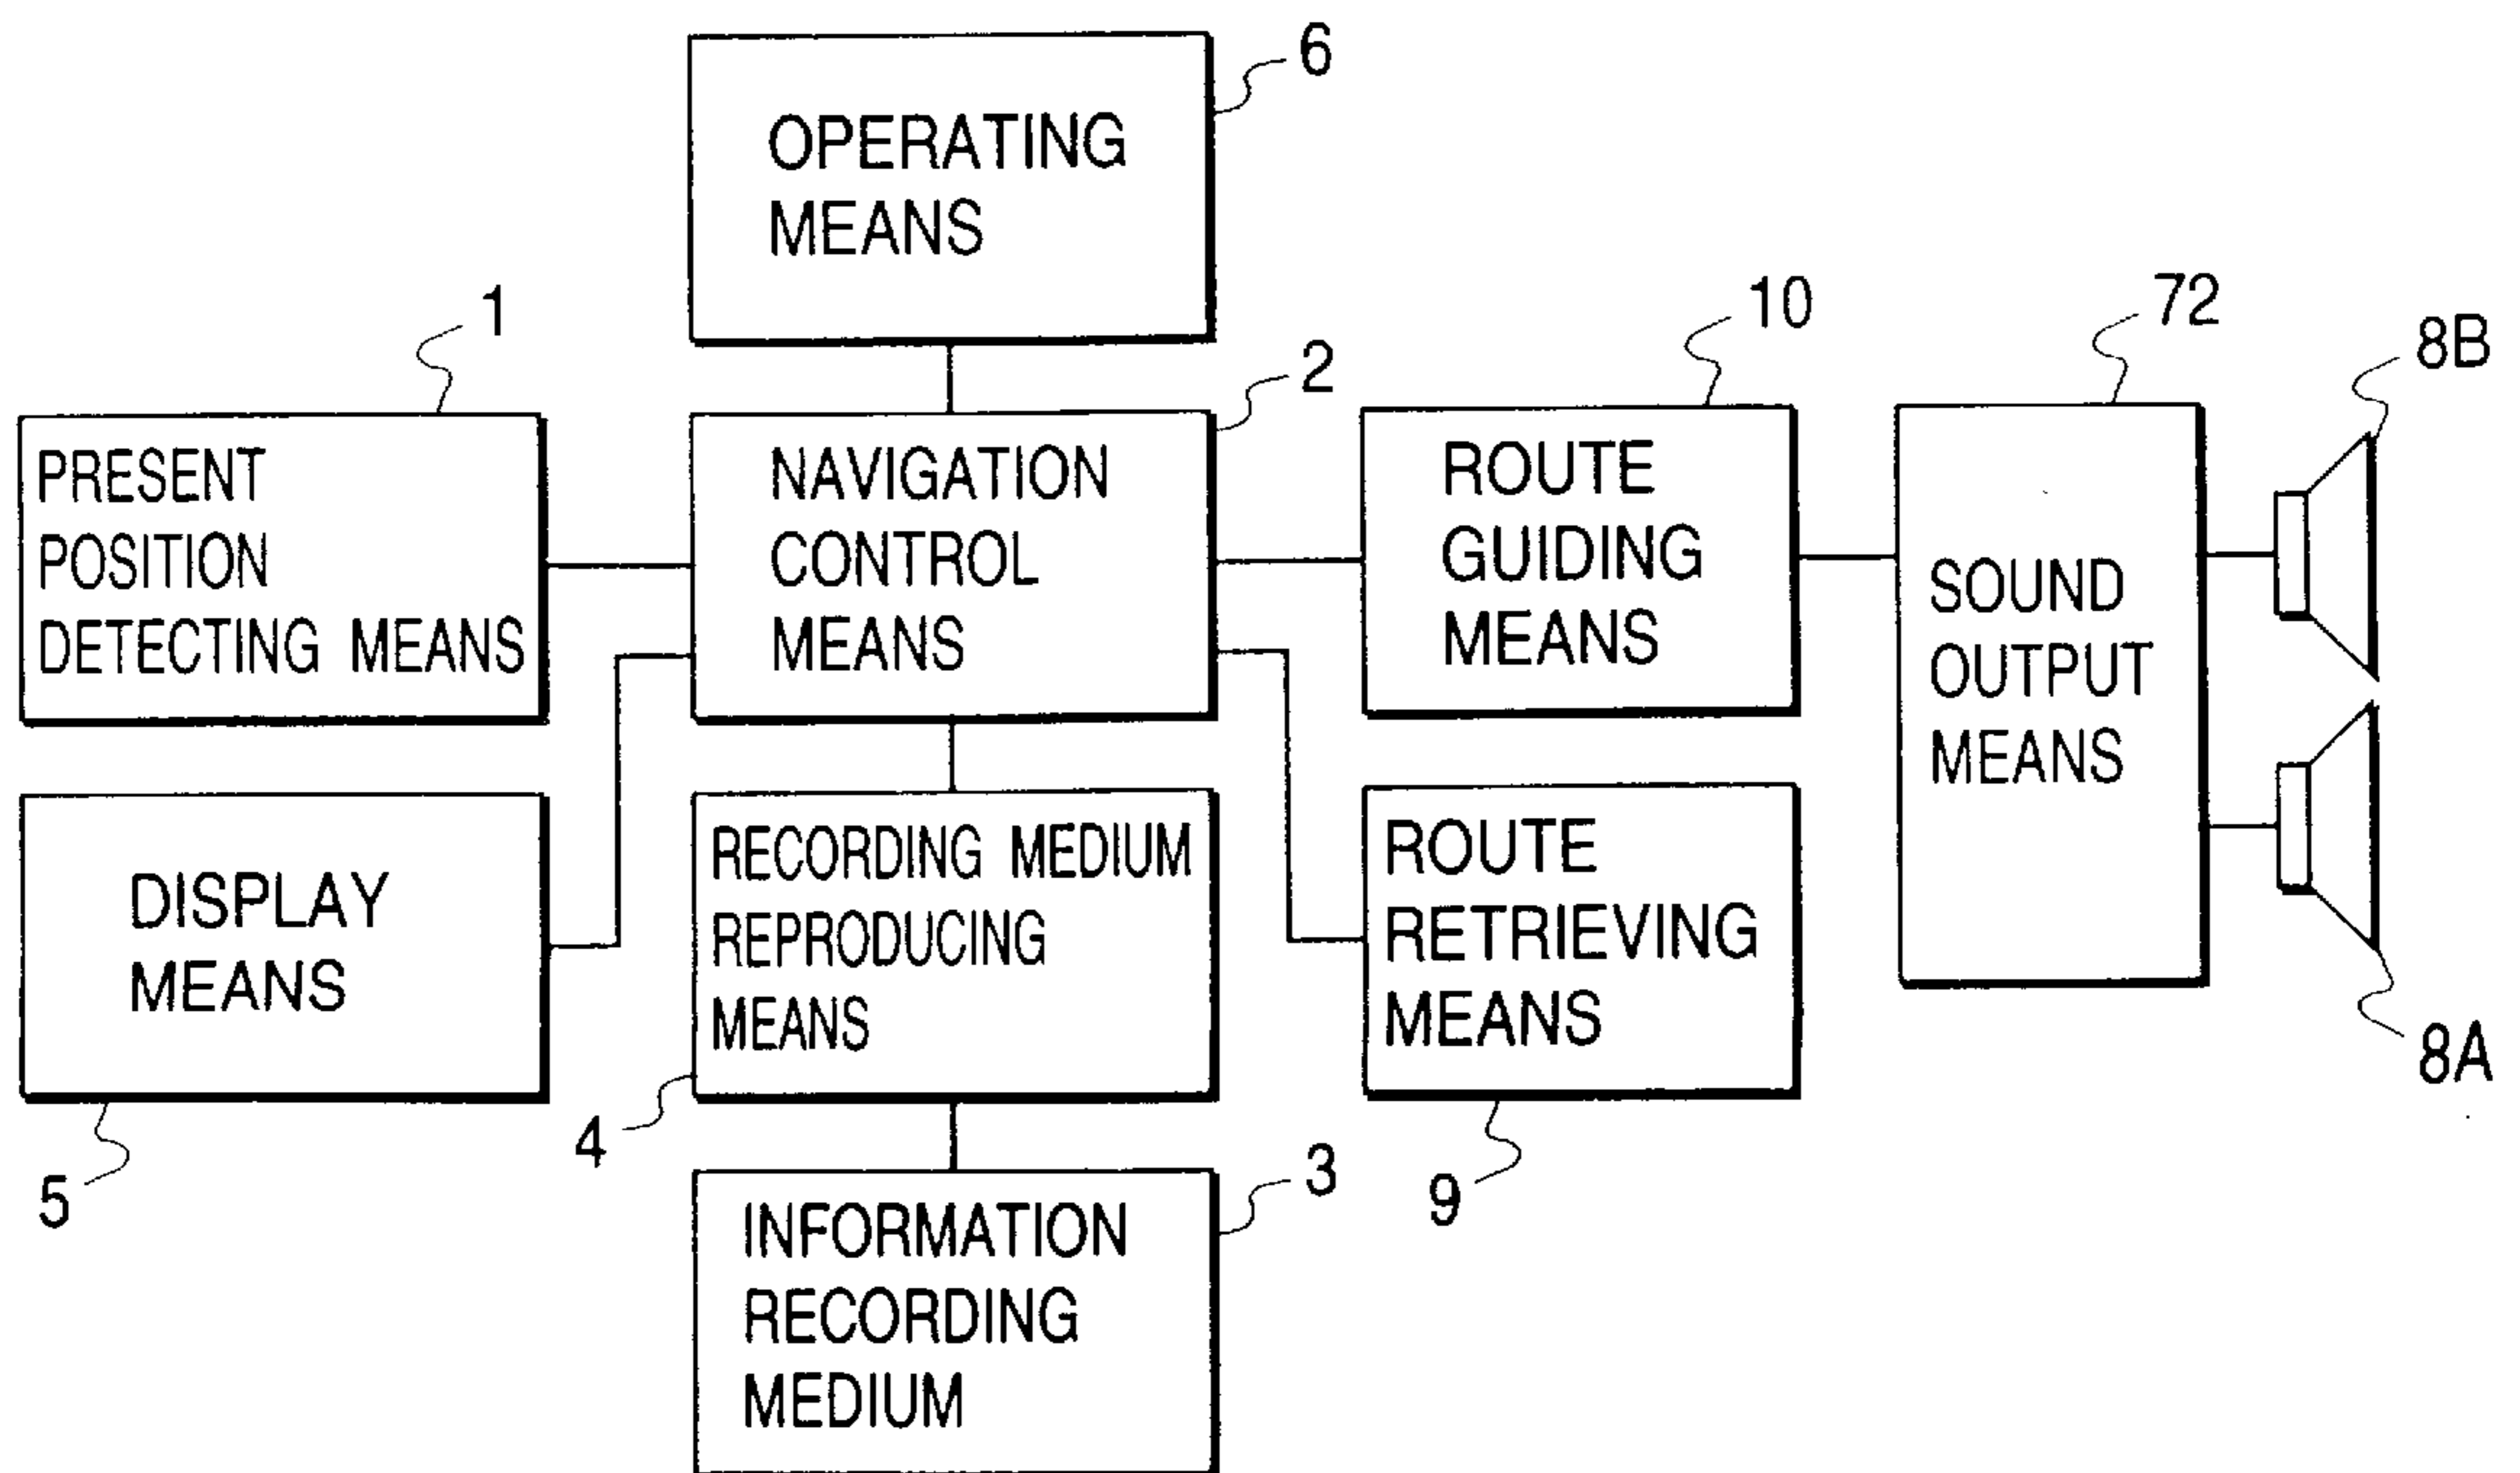 6
OPERATING
MEANS
1
2
10
72
8B
PRESENT
POSITION
DETECTING MEANS
NAVIGATION
CONTROL
MEANS
ROUTE
GUIDING
MEANS
SOUND
OUTPUT
MEANS
DISPLAY
MEANS
RECORDING MEDIUM
REPRODUCING
MEANS
ROUTE
RETRIEVING
MEANS
8A
5
4
9
3
INFORMATION
RECORDING
MEDIUM